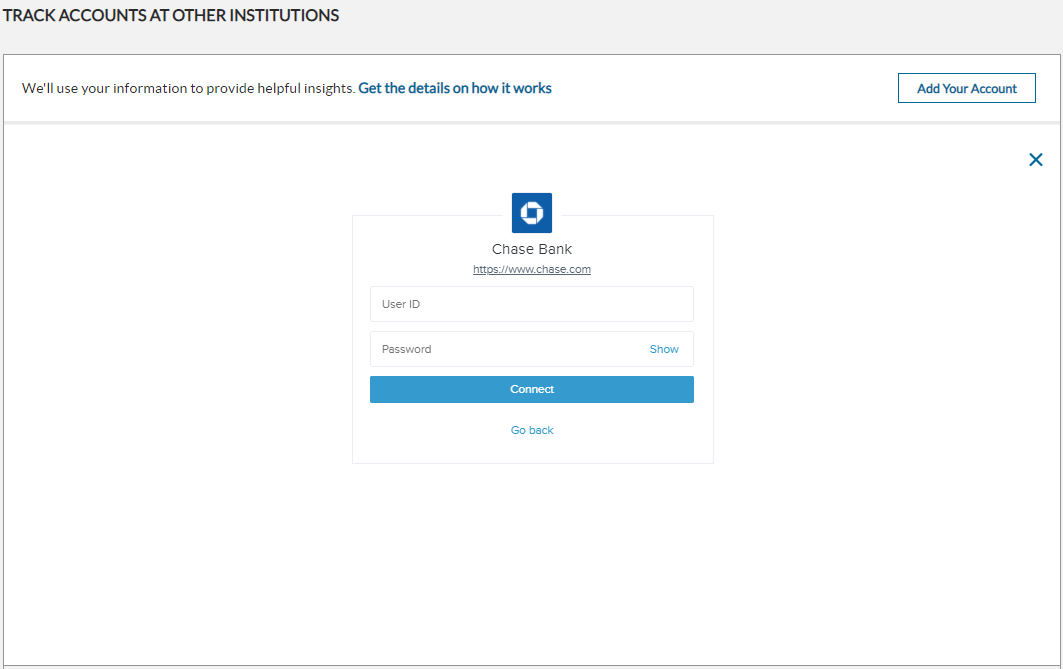 TRACK ACCOUNTS AT OTHER INSTITUTIONS
We'll use your information to provide helpful insights. Get the details on how it works
Add Your Account
Chase Bank
https://www.chase.com
User ID
Password
Show
Connect
Go back